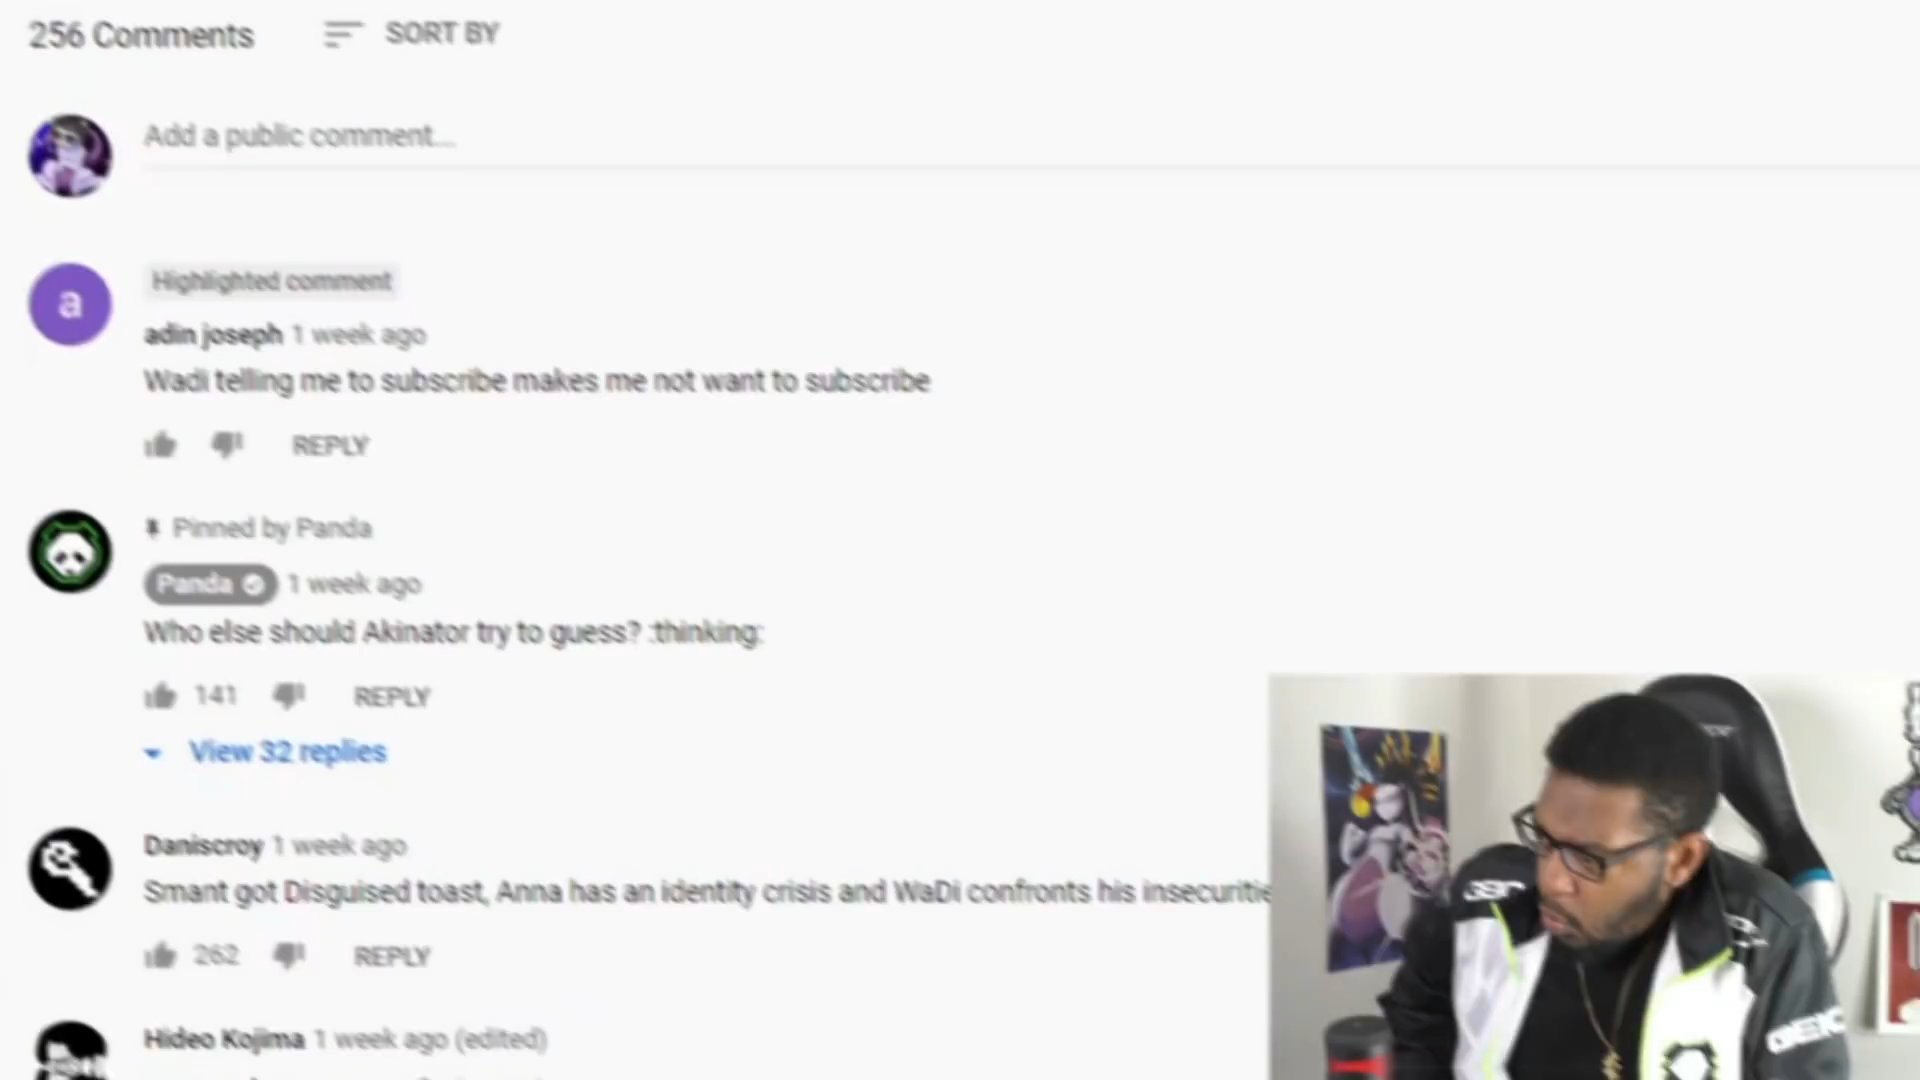 256 Comments
SORT BY
Add a public comment...
a
Highlighted comment
adin joseph 1 week ago
Wadi telling me to subscribe makes me not want to subscribe
REPLY
Pinned by Panda
Panda 1 week ago
Who else should Akinator try to guess? :thinking:
141 REPLY
View 32 replies
Daniscroy 1 week ago
Smant got Disguised toast, Anna has an identity crisis and WaDi confronts his insecuritie
262 REPLY
Hideo Kojima 1 week ago (edited)